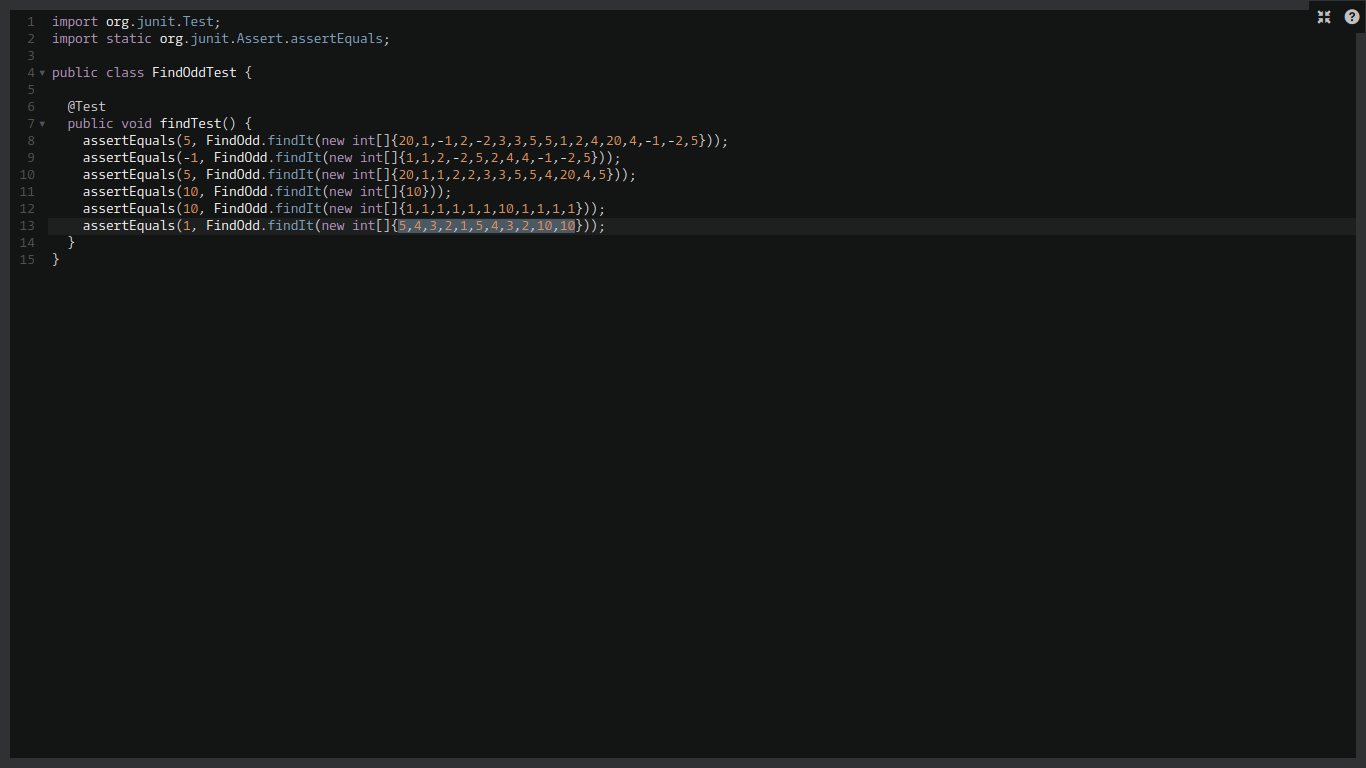 1 import org.junit.Test;
2 import static org.junit.Assert.assertEquals;
3
4 public class FindOddTest {
5
6 @Test
7 public void findTest() {
8 assertEquals(5, FindOdd.findIt(new int[]{20,1,-1,2,-2,3,3,5,5,1,2,4,20,4,-1,-2,5}));
9 assertEquals(-1, FindOdd.findIt(new int[]{1,1,2,-2,5,2,4,4,-1,-2,5}));
10 assertEquals(5, FindOdd.findIt(new int[]{20,1,1,2,2,3,3,5,5,4,20,4,5}));
11 assertEquals(10, FindOdd.findIt(new int[]{10}));
12 assertEquals(10, FindOdd.findIt(new int[]{1,1,1,1,1,1,10,1,1,1,1}));
13 assertEquals(1, FindOdd.findIt(new int[]{5,4,3,2,1,5,4,3,2,10,10}));
14 }
15 }